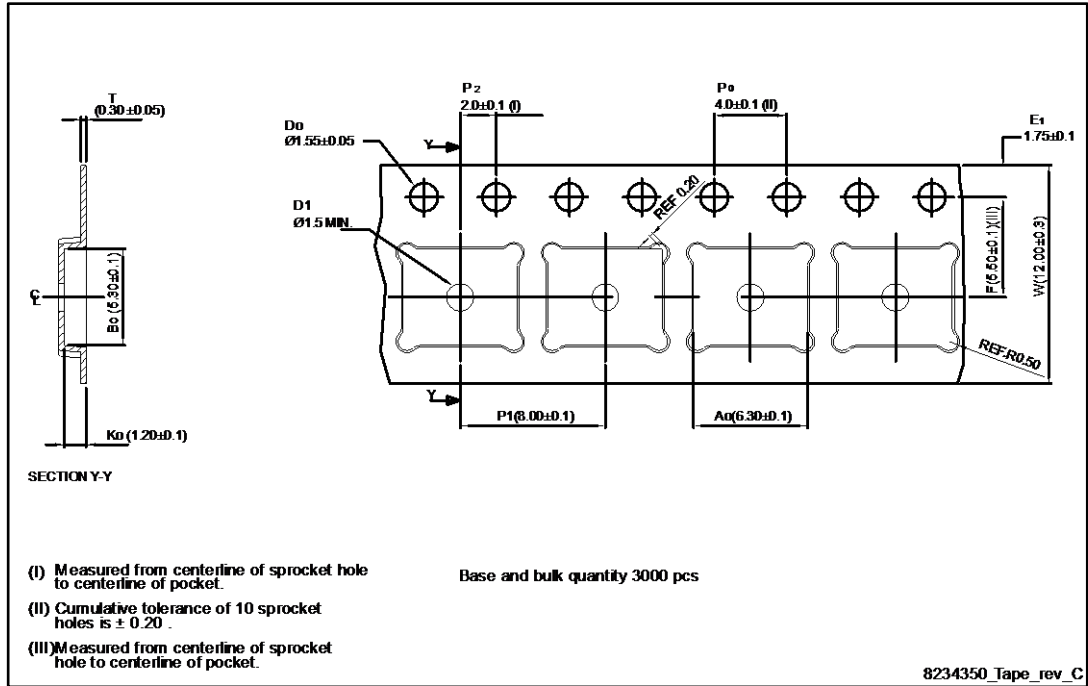 T
(0.30±0.05)
P2
2.0±0.1 (I)
P0
4.0±0.1 (II)
E1
1.75±0.1
D0
Ø1.55±0.05
Y
D1
Ø1.5 MIN.
REF 0.20
F(5.50±0.1)(III)
W(12.00±0.3)
Bo (5.30±0.1)
CL
REF.R0.50
Y
P1(8.00±0.1)
Ao(6.30±0.1)
Ko (1.20±0.1)
SECTION Y-Y
(I) Measured from centerline of sprocket hole
to centerline of pocket.
Base and bulk quantity 3000 pcs
(II) Cumulative tolerance of 10 sprocket
holes is ± 0.20 .
(III)Measured from centerline of sprocket
hole to centerline of pocket.
8234350_Tape_rev_C